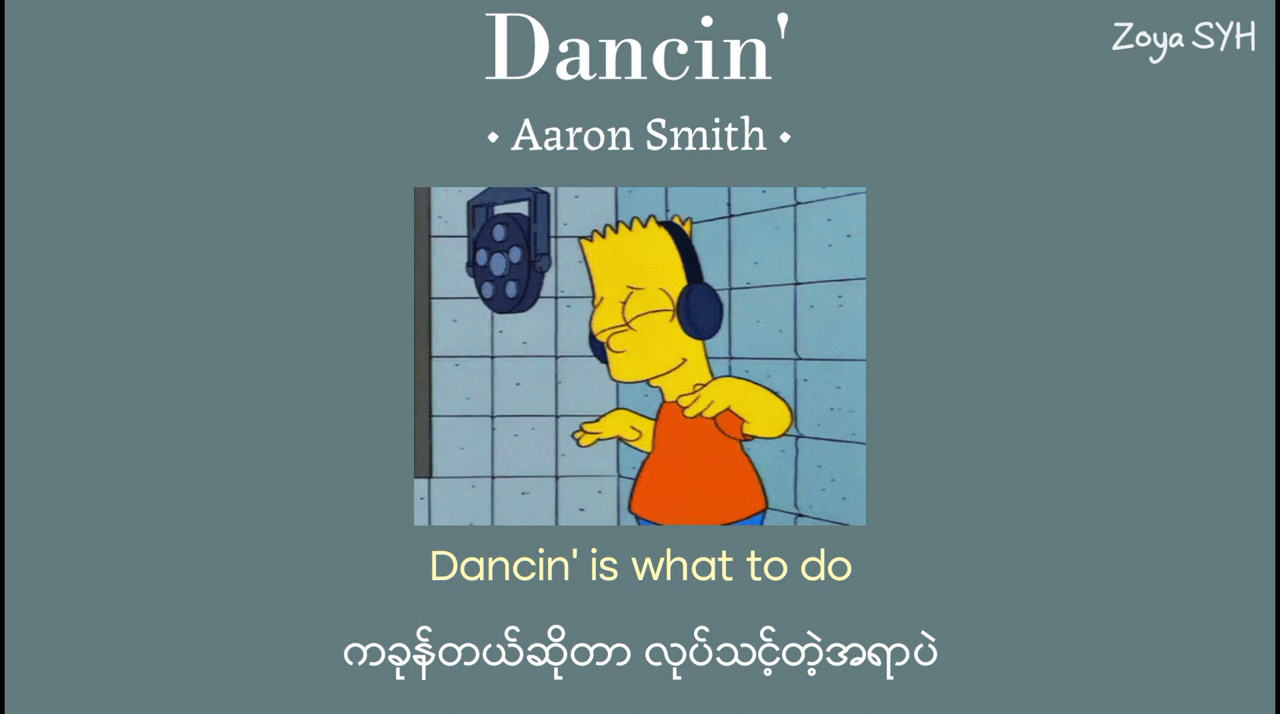 Dancin'
Zoya SYH
• Aaron Smith •
Dancin' is what to do
ကခုန်တယ်ဆိုတာ လုပ်သင့်တဲ့အရာပဲ